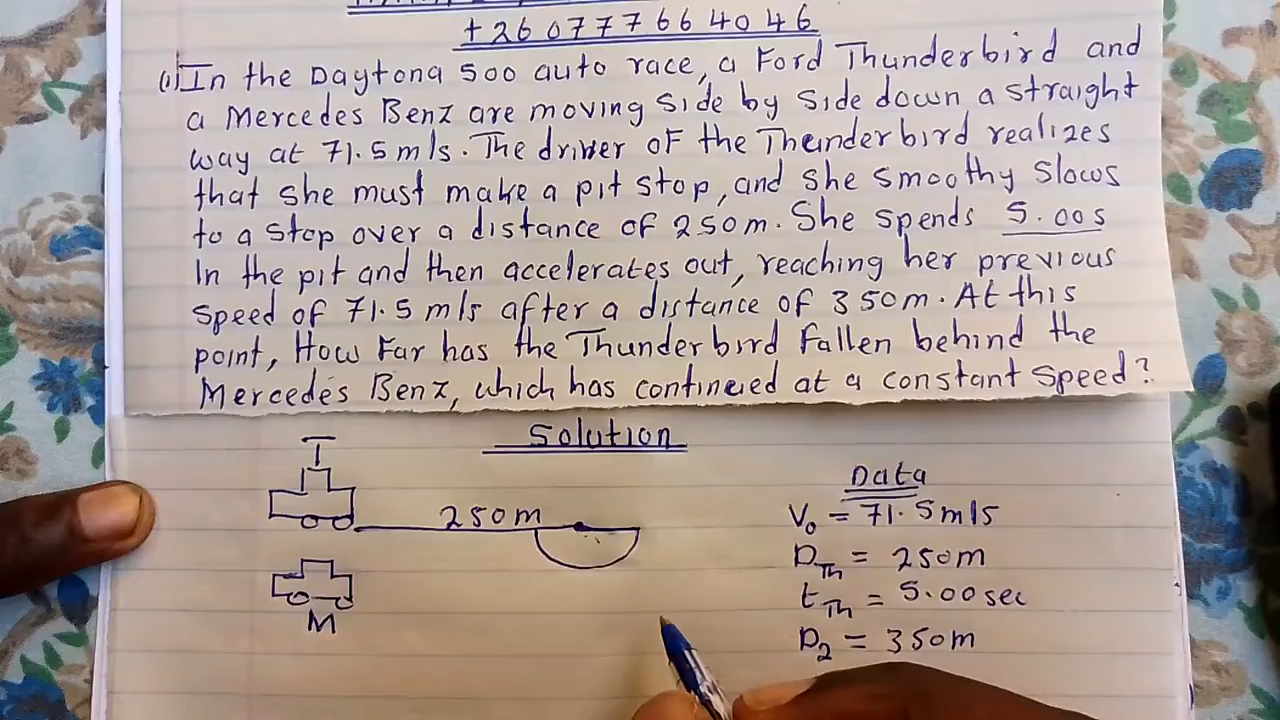 +260777664046
(1) In the Daytona 500 auto race, a Ford Thunderbird and
a Mercedes Benz are moving side by side down a straight
way at 71.5m/s. The driver of the Thunderbird realizes
that she must make a pit stop, and she smoothy slows
to a stop over a distance of 250m. She spends 5.00s
In the pit and then accelerates out, reaching her previous
speed of 71.5 m/s after a distance of 350m. At this
point, How Far has the Thunderbird fallen behind the
Mercedes Benz, which has continued at a constant speed?
Solution
T
250m
M
Data
V₀ = 71.5m/s
D_Th = 250m
t_Th = 5.00sec
D₂ = 350m